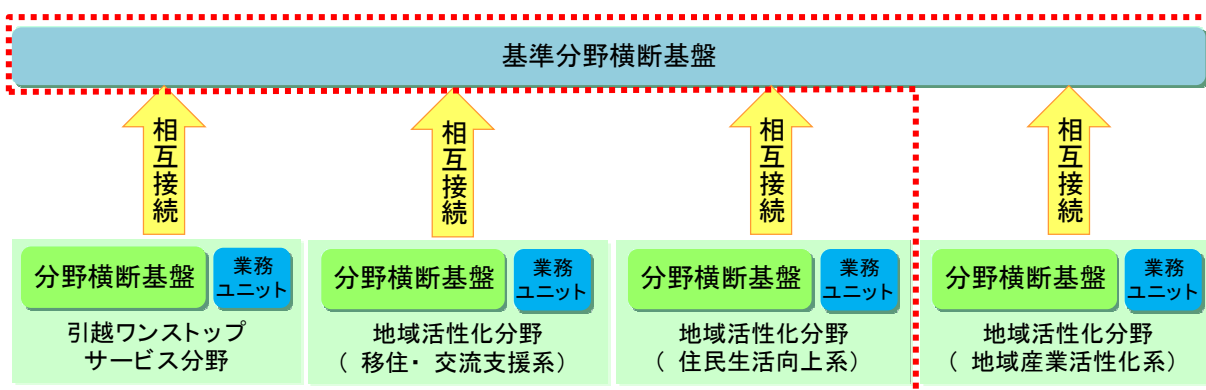 基準分野横断基盤
相互接続
相互接続
相互接続
相互接続
分野横断基盤
業務
ユニット
引越ワンストップ
サービス分野
分野横断基盤
業務
ユニット
地域活性化分野
( 移住・ 交流支援系)
分野横断基盤
業務
ユニット
地域活性化分野
( 住民生活向上系)
分野横断基盤
業務
ユニット
地域活性化分野
( 地域産業活性化系)